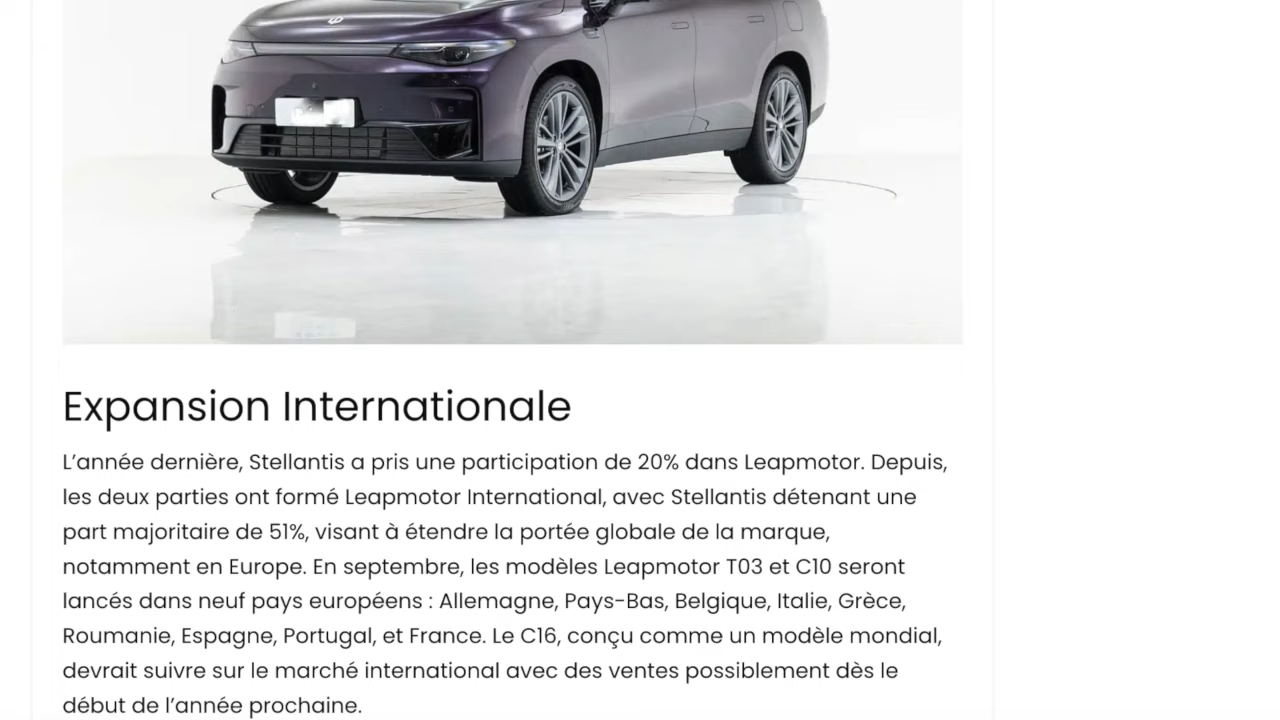 Expansion Internationale
L’année dernière, Stellantis a pris une participation de 20% dans Leapmotor. Depuis,
les deux parties ont formé Leapmotor International, avec Stellantis détenant une
part majoritaire de 51%, visant à étendre la portée globale de la marque,
notamment en Europe. En septembre, les modèles Leapmotor T03 et C10 seront
lancés dans neuf pays européens : Allemagne, Pays-Bas, Belgique, Italie, Grèce,
Roumanie, Espagne, Portugal, et France. Le C16, conçu comme un modèle mondial,
devrait suivre sur le marché international avec des ventes possiblement dès le
début de l’année prochaine.